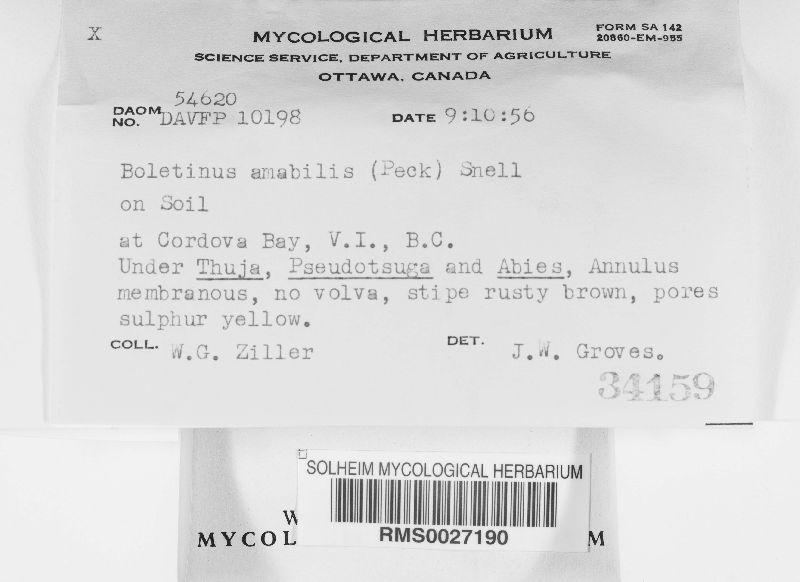 X
MYCOLOGICAL HERBARIUM
FORM SA 142
20860-EM-955
SCIENCE SERVICE, DEPARTMENT OF AGRICULTURE
OTTAWA, CANADA
DAOM NO. 54620
DAVFP 10198
DATE 9:10:56
Boletinus amabilis (Peck) Snell
on Soil
at Cordova Bay, V.I., B.C.
Under Thuja, Pseudotsuga and Abies, Annulus
membranous, no volva, stipe rusty brown, pores
sulphur yellow.
COLL. W.G. Ziller
DET. J.W. Groves.
34159
SOLHEIM MYCOLOGICAL HERBARIUM
RMS0027190
W
MYCOL M